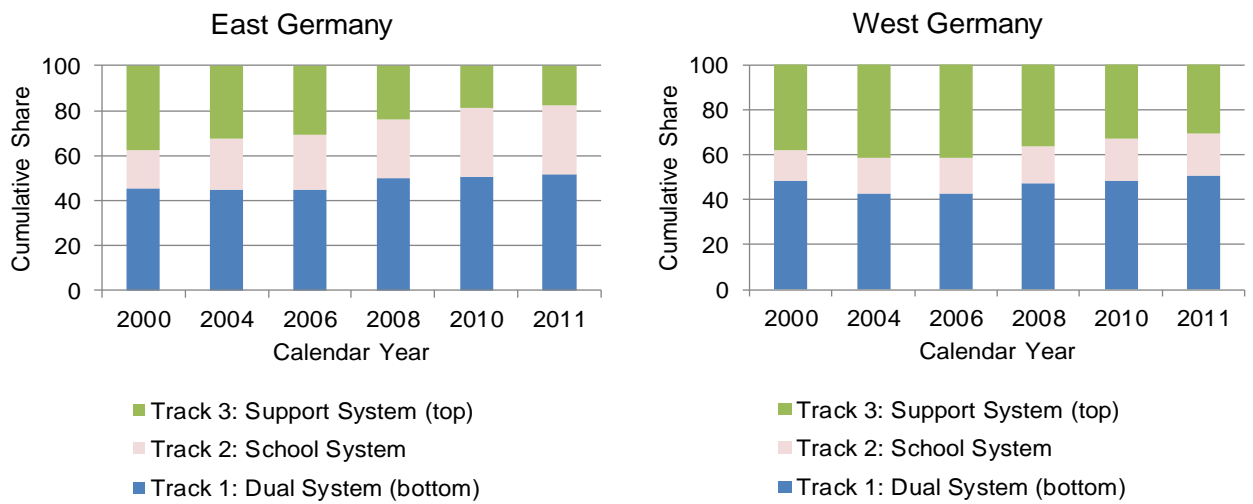 East Germany
Cumulative Share
100
80
60
40
20
0
2000 2004 2006 2008 2010 2011
Calendar Year
Track 3: Support System (top)
Track 2: School System
Track 1: Dual System (bottom)
West Germany
Cumulative Share
100
80
60
40
20
0
2000 2004 2006 2008 2010 2011
Calendar Year
Track 3: Support System (top)
Track 2: School System
Track 1: Dual System (bottom)